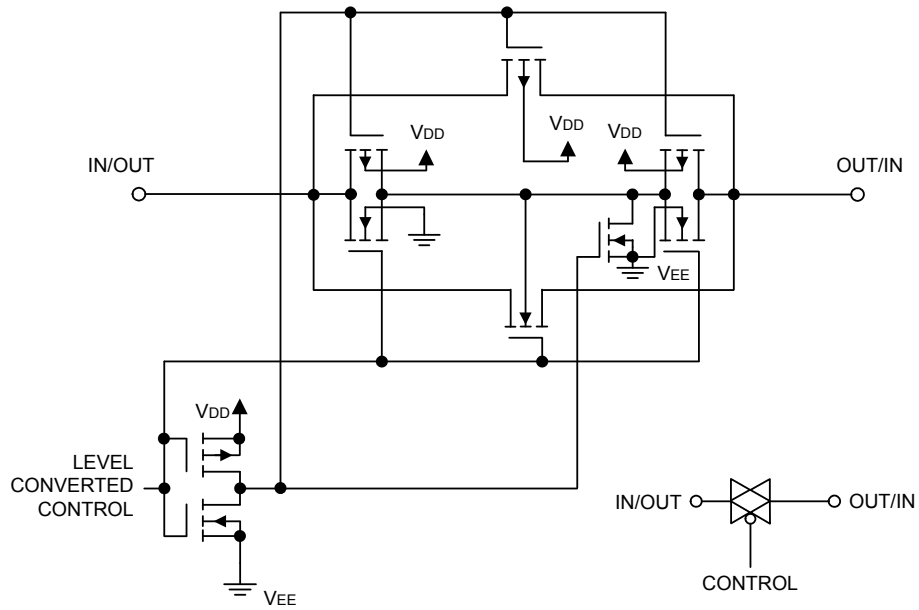 VDD
VDD
VDD
IN/OUT
OUT/IN
VEE
VDD
LEVEL
CONVERTED
CONTROL
VEE
IN/OUT
OUT/IN
CONTROL